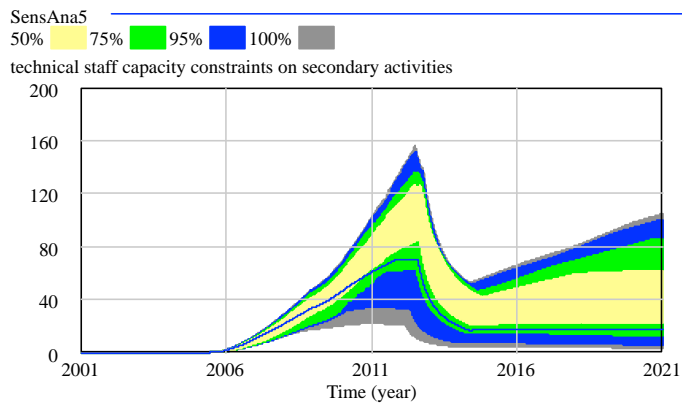 SensAna5
50% 75% 95% 100%
technical staff capacity constraints on secondary activities
200
160
120
80
40
0
2001 2006 2011 2016 2021
Time (year)